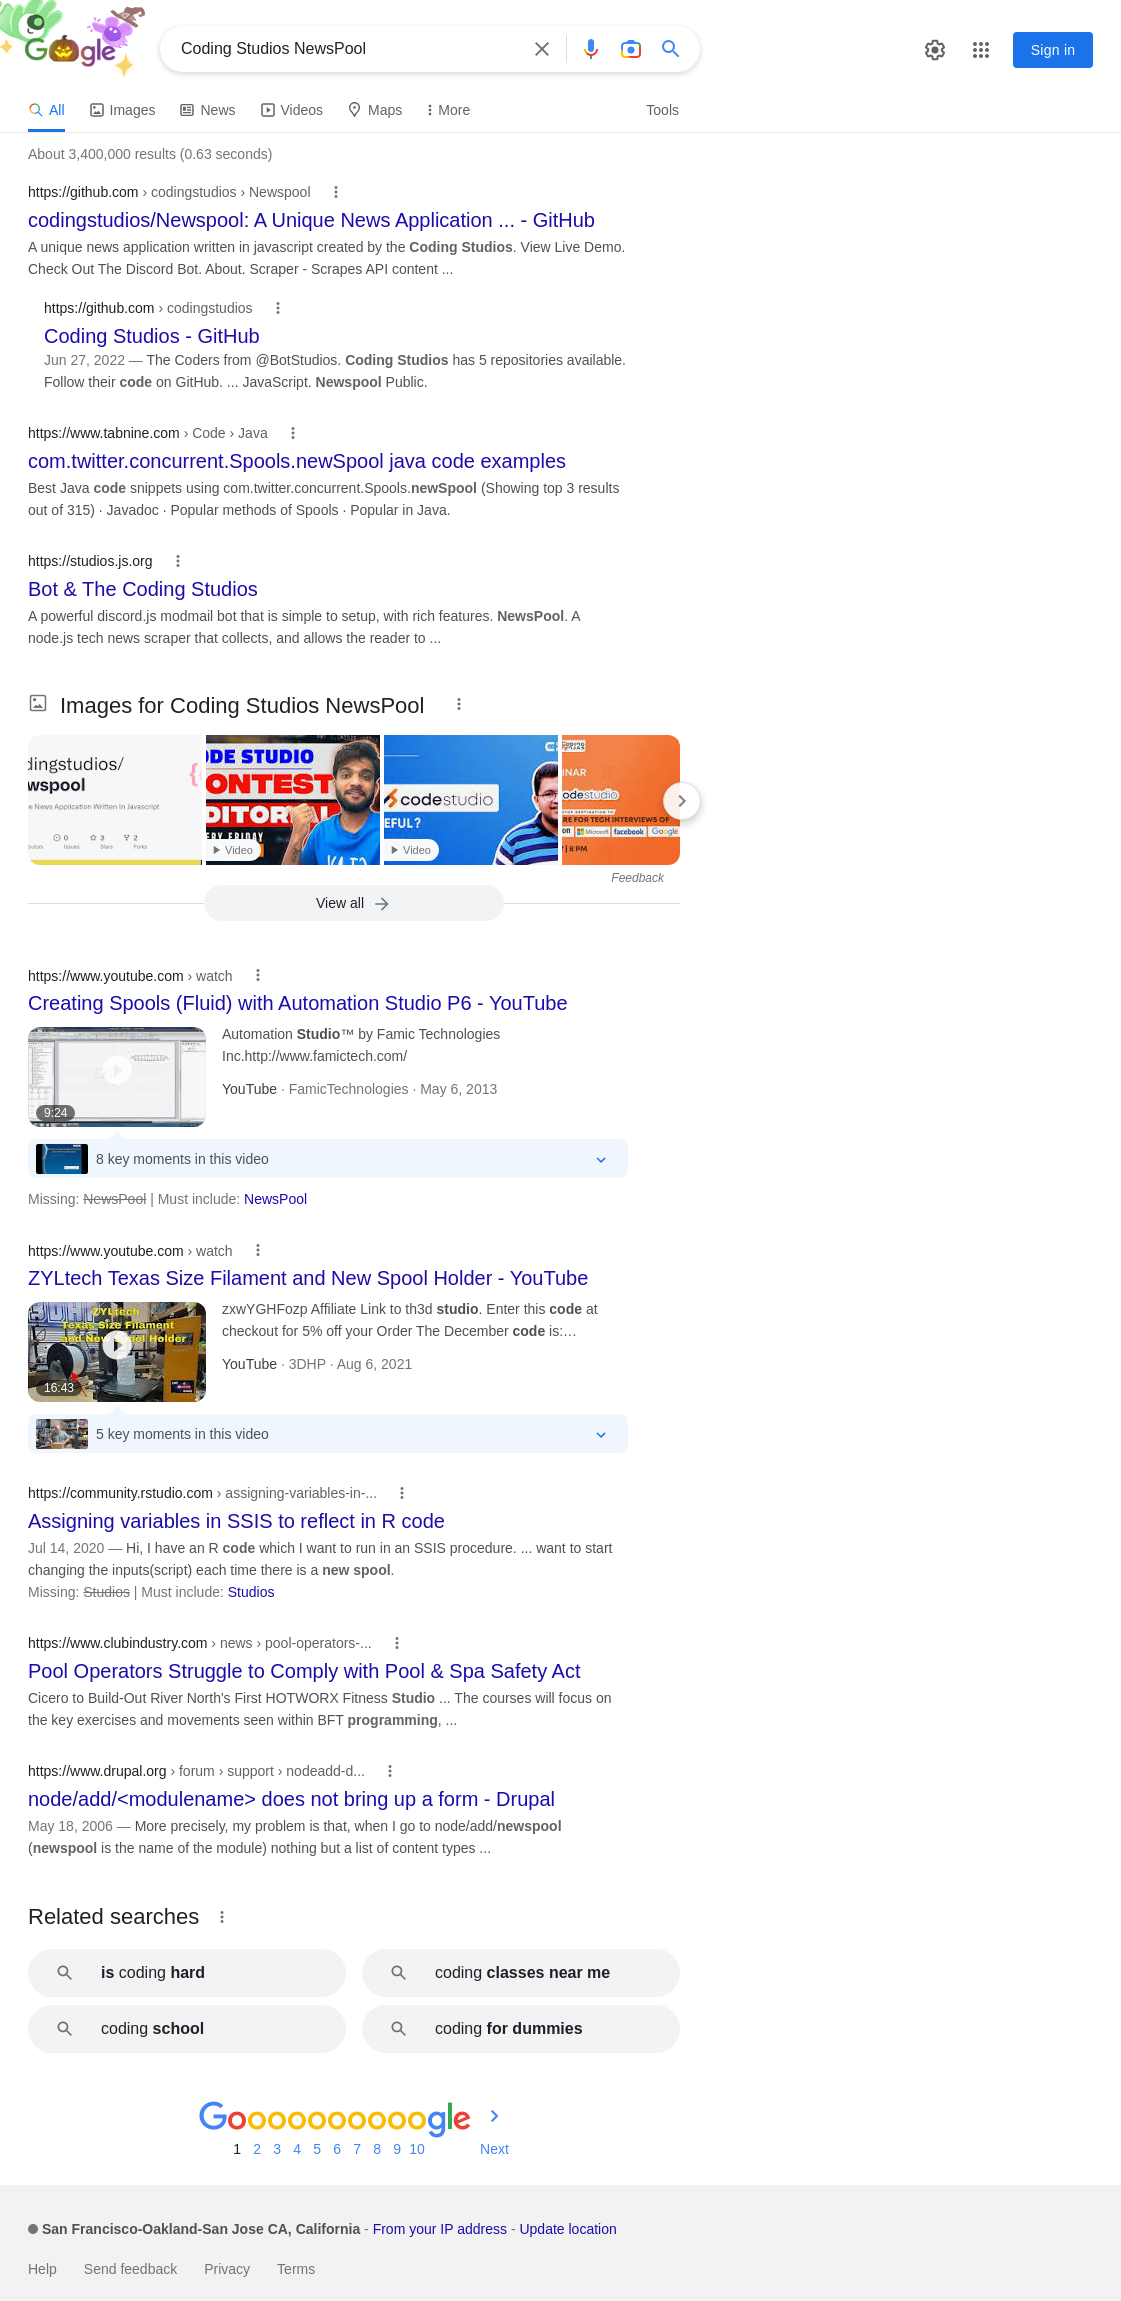 Google
Coding Studios NewsPool
Sign in
All
Images
News
Videos
Maps
More
Tools
About 3,400,000 results (0.63 seconds)
https://github.com › codingstudios › Newspool
codingstudios/Newspool: A Unique News Application ... - GitHub
A unique news application written in javascript created by the Coding Studios. View Live Demo.
Check Out The Discord Bot. About. Scraper - Scrapes API content ...
https://github.com › codingstudios
Coding Studios - GitHub
Jun 27, 2022 — The Coders from @BotStudios. Coding Studios has 5 repositories available.
Follow their code on GitHub. ... JavaScript. Newspool Public.
https://www.tabnine.com › Code › Java
com.twitter.concurrent.Spools.newSpool java code examples
Best Java code snippets using com.twitter.concurrent.Spools.newSpool (Showing top 3 results
out of 315) · Javadoc · Popular methods of Spools · Popular in Java.
https://studios.js.org
Bot & The Coding Studios
A powerful discord.js modmail bot that is simple to setup, with rich features. NewsPool. A
node.js tech news scraper that collects, and allows the reader to ...
Images for Coding Studios NewsPool
dingstudios/
wspool
e News Application Written In Javascript
0
3
2
utors
Issues
Stars
Forks
ODE STUDIO
ONTEST
DITORIAL
ERY FRIDAY
Video
codestudio
EFUL?
Video
CODING
INAR
odestudio
RE FOR TECH INTERVIEWS OF
on
Microsoft
facebook
Google
| 8 PM
Feedback
View all
https://www.youtube.com › watch
Creating Spools (Fluid) with Automation Studio P6 - YouTube
Automation Studio™ by Famic Technologies
Inc.http://www.famictech.com/
YouTube · FamicTechnologies · May 6, 2013
9:24
8 key moments in this video
Missing: NewsPool | Must include: NewsPool
https://www.youtube.com › watch
ZYLtech Texas Size Filament and New Spool Holder - YouTube
ZYLtech
Texas Size Filament
and New Spool Holder
zxwYGHFozp Affiliate Link to th3d studio. Enter this code at
checkout for 5% off your Order The December code is:…
YouTube · 3DHP · Aug 6, 2021
16:43
5 key moments in this video
https://community.rstudio.com › assigning-variables-in-...
Assigning variables in SSIS to reflect in R code
Jul 14, 2020 — Hi, I have an R code which I want to run in an SSIS procedure. ... want to start
changing the inputs(script) each time there is a new spool.
Missing: Studios | Must include: Studios
https://www.clubindustry.com › news › pool-operators-...
Pool Operators Struggle to Comply with Pool & Spa Safety Act
Cicero to Build-Out River North's First HOTWORX Fitness Studio ... The courses will focus on
the key exercises and movements seen within BFT programming, ...
https://www.drupal.org › forum › support › nodeadd-d...
node/add/<modulename> does not bring up a form - Drupal
May 18, 2006 — More precisely, my problem is that, when I go to node/add/newspool
(newspool is the name of the module) nothing but a list of content types ...
Related searches
is coding hard
coding classes near me
coding school
coding for dummies
Goooooooooogle
1 2 3 4 5 6 7 8 9 10 Next
San Francisco-Oakland-San Jose CA, California - From your IP address - Update location
Help
Send feedback
Privacy
Terms